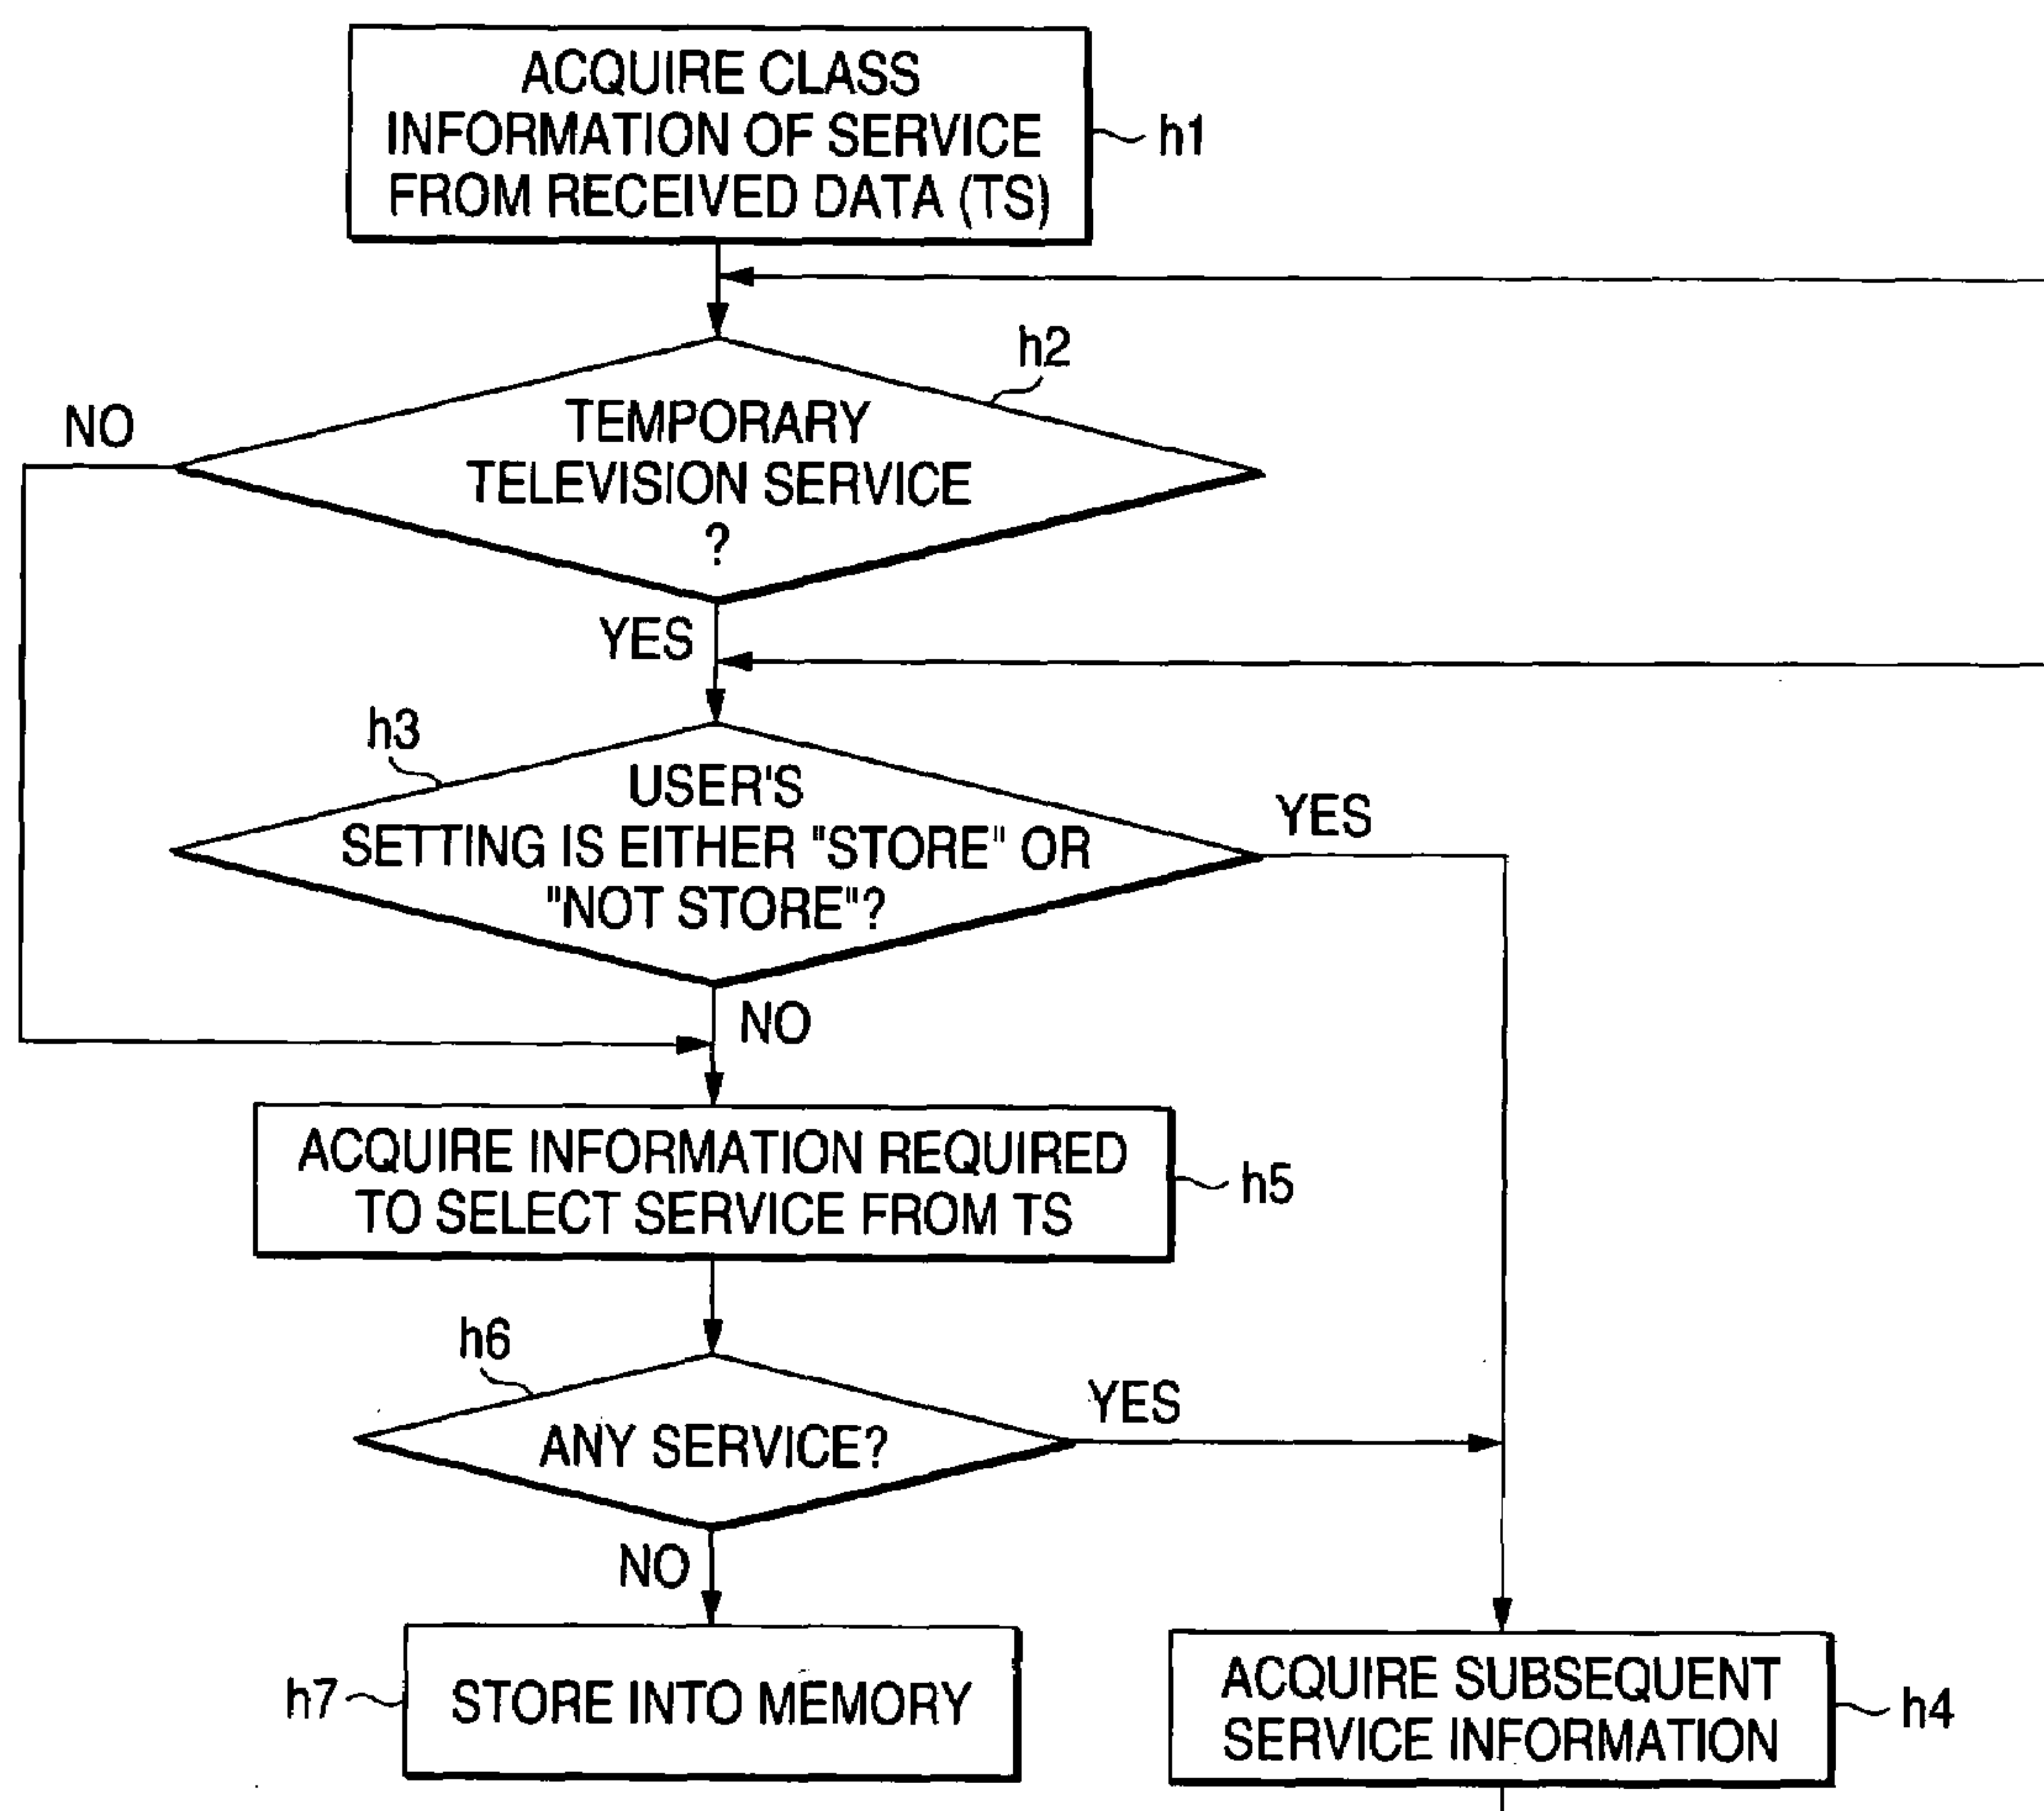 ACQUIRE CLASS
INFORMATION OF SERVICE
FROM RECEIVED DATA (TS)
h1
h2
NO
TEMPORARY
TELEVISION SERVICE
?
YES
h3
USER'S
SETTING IS EITHER "STORE" OR
"NOT STORE"?
YES
NO
ACQUIRE INFORMATION REQUIRED
TO SELECT SERVICE FROM TS
h5
h6
ANY SERVICE?
YES
NO
h7
STORE INTO MEMORY
ACQUIRE SUBSEQUENT
SERVICE INFORMATION
h4